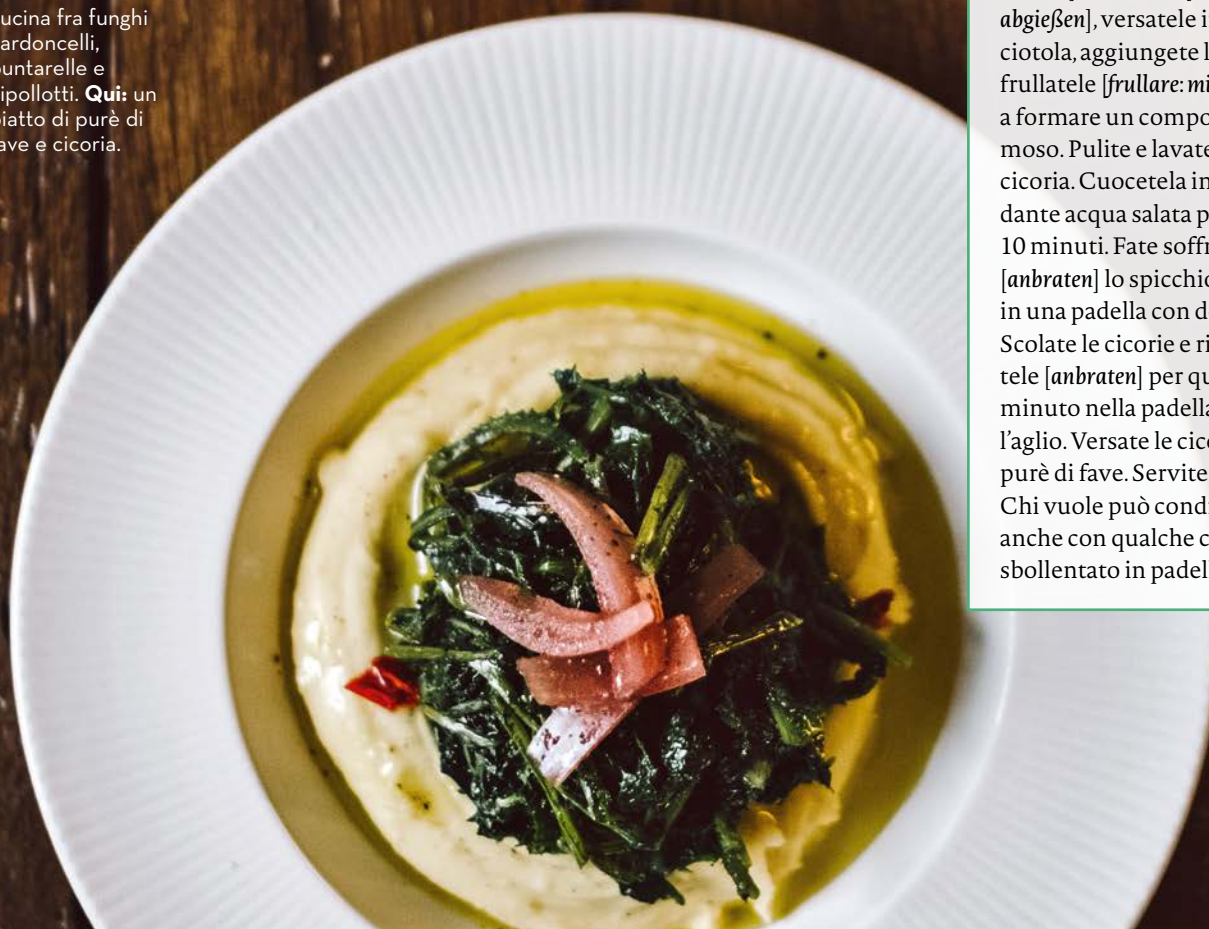 ucina fra funghi
ardoncelli,
puntarelle e
ipollotti. Qui: un
piatto di purè di
ave e cicoria.
abgießen], versatele i
ciotola, aggiungete l
frullatele [frullare: mi
a formare un compo
moso. Pulite e lavate
cicoria. Cuocetela in
dante acqua salata p
10 minuti. Fate soffr
[anbraten] lo spicchio
in una padella con d
Scolate le cicorie e ri
tele [anbraten] per qu
minuto nella padella
l'aglio. Versate le cico
purè di fave. Servite
Chi vuole può condi
anche con qualche c
sbollentato in padel